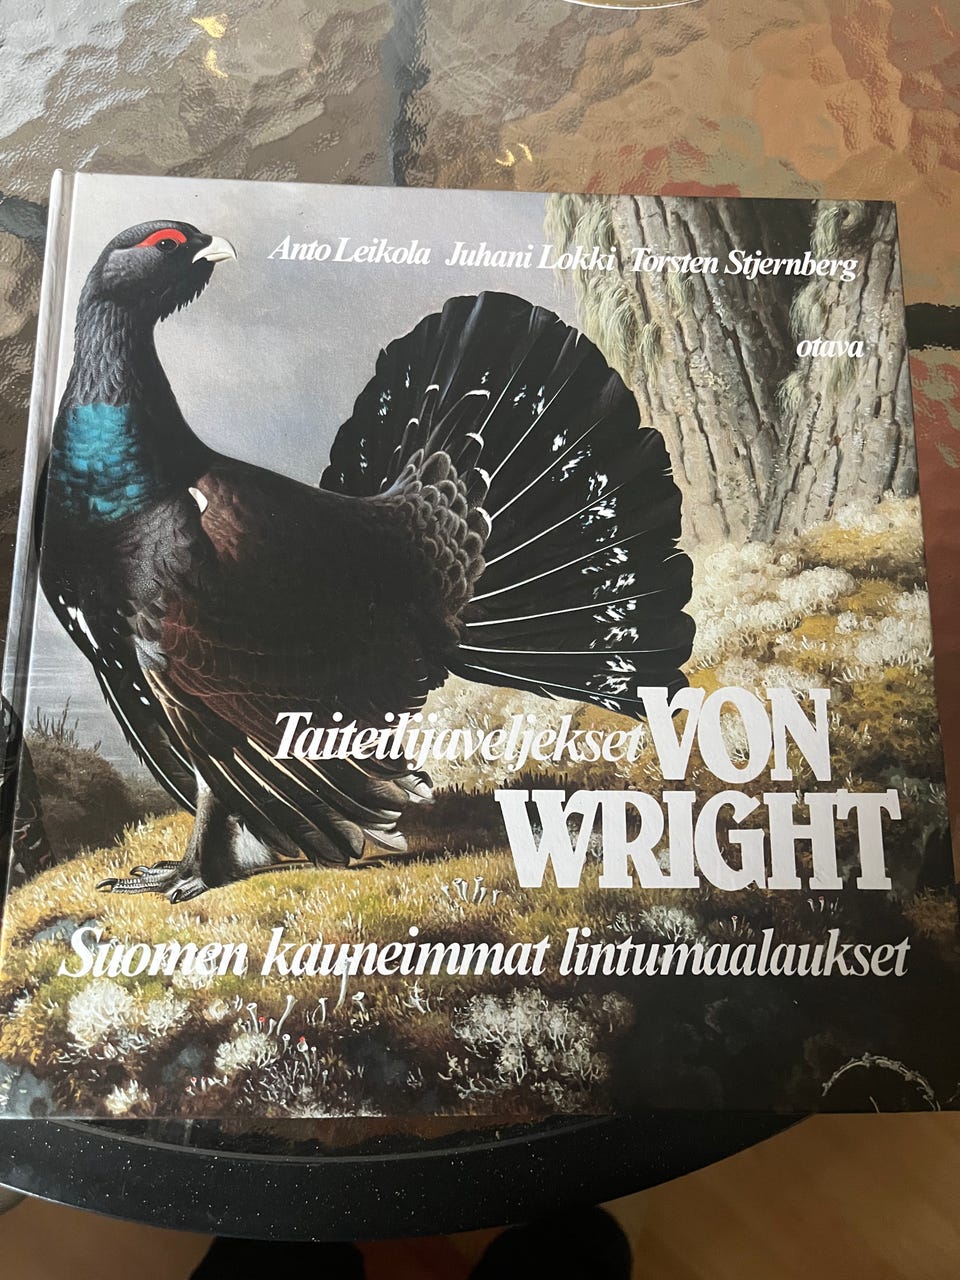 Anto Leikola Juhani Lokki Torsten Stjernberg
otava
Taiteilijaveljekset VON
WRIGHT
Suomen kauneimmat lintumaalaukset